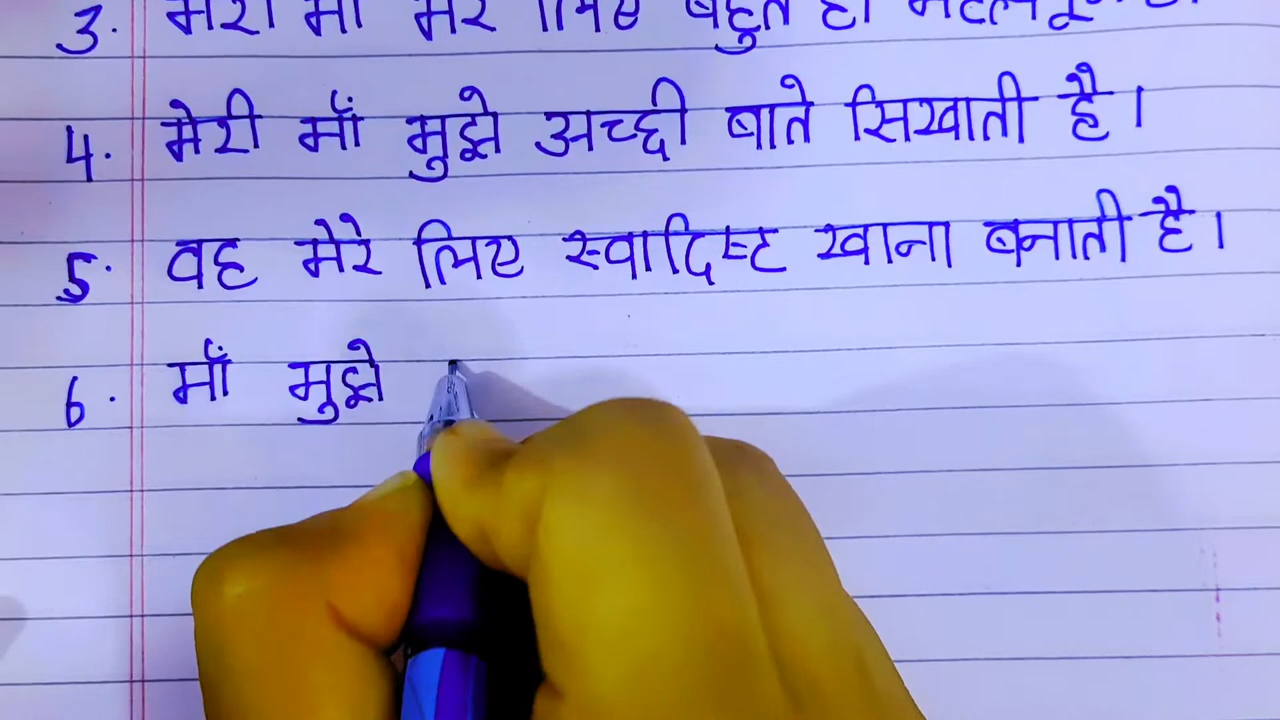 3. मेरी माँ मेरे लिए बहुत ही महत्वपूर्ण है।
4. मेरी माँ मुझे अच्छी बाते सिखाती है।
5. वह मेरे लिए स्वादिष्ट खाना बनाती है।
6. माँ मुझे